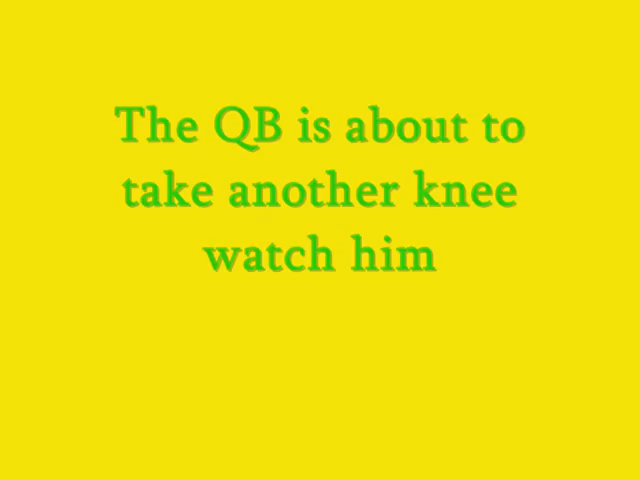 The QB is about to
take another knee
watch him